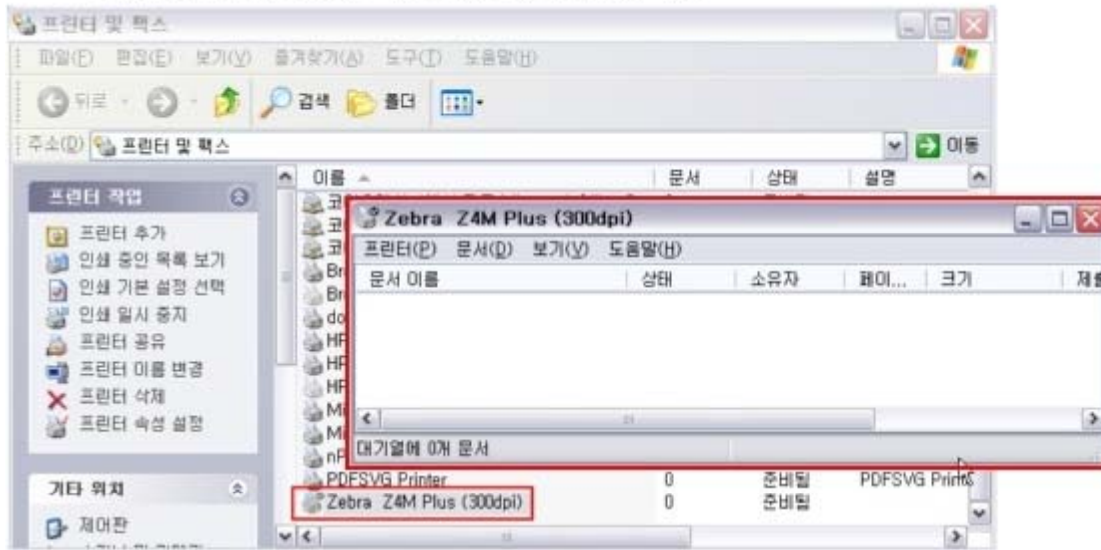 프린터 및 팩스
파일(F) 편집(E) 보기(V) 즐겨찾기(A) 도구(T) 도움말(H)
뒤로 검색 폴더
주소(D) 프린터 및 팩스 이동
프린터 작업
프린터 추가
인쇄 중인 목록 보기
인쇄 기본 설정 선택
인쇄 일시 중지
프린터 공유
프린터 이름 변경
프린터 삭제
프린터 속성 설정
기타 위치
제어판
이름 문서 상태 설명
Zebra Z4M Plus (300dpi)
프린터(P) 문서(D) 보기(V) 도움말(H)
문서 이름 상태 소유자 페이... 크기 제출
대기열에 0개 문서
PDFSVG Printer 0 준비됨 PDFSVG Printe
Zebra Z4M Plus (300dpi) 0 준비됨